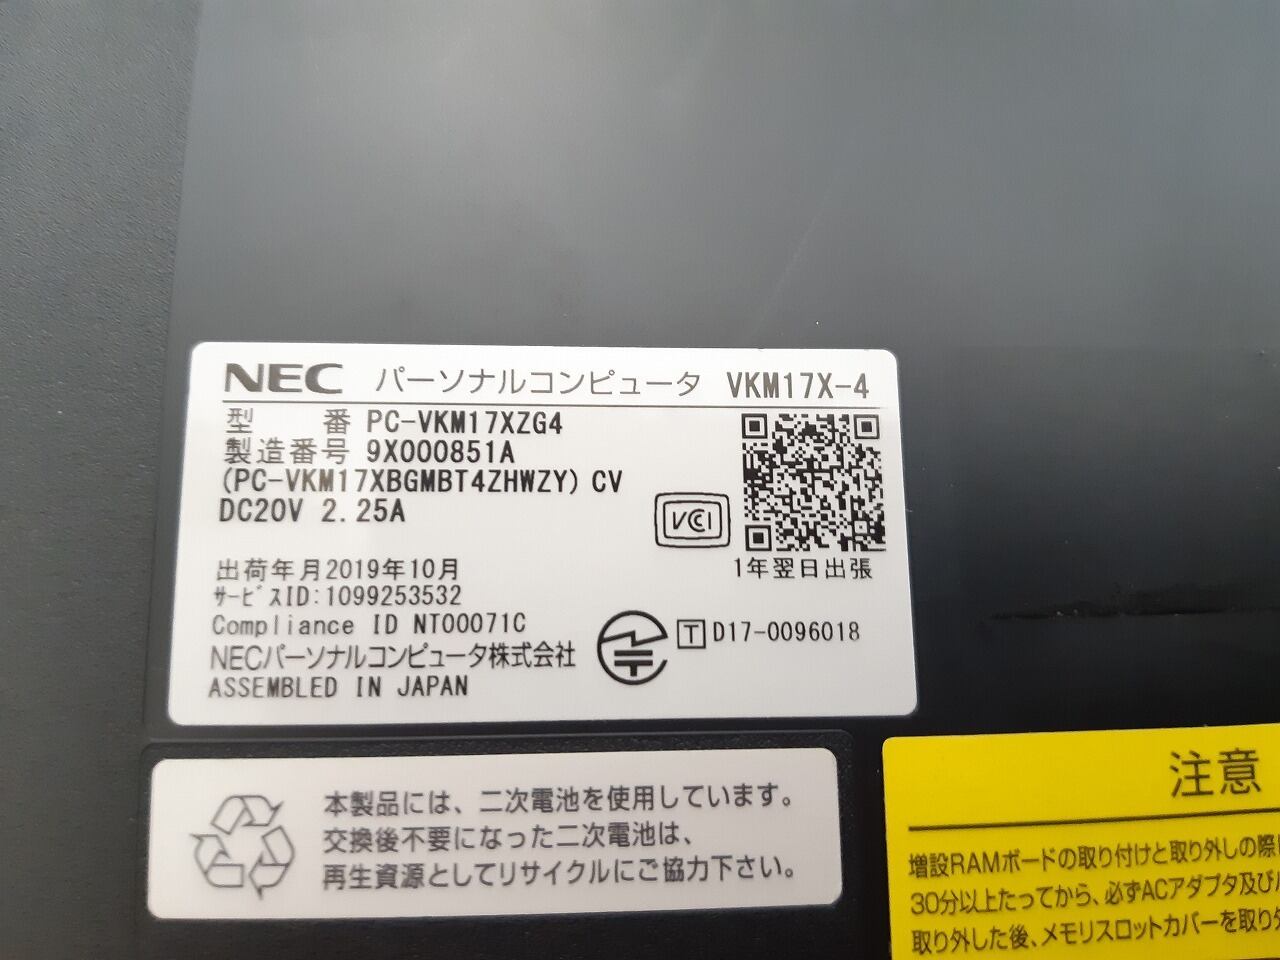 NEC パーソナルコンピュータ VKM17X-4
型 番 PC-VKM17XZG4
製造番号 9X000851A
(PC-VKM17XBGMBT4ZHWZY) CV
DC20V 2.25A
VCCI
1年翌日出張
出荷年月2019年10月
ｻｰﾋﾞｽID:1099253532
Compliance ID NT00071C
T D17-0096018
NECパーソナルコンピュータ株式会社
ASSEMBLED IN JAPAN
本製品には、二次電池を使用しています。
交換後不要になった二次電池は、
再生資源としてリサイクルにご協力下さい。
注意
増設RAMボードの取り付けと取り外しの際
30分以上たってから、必ずACアダプタ及び
取り外した後、メモリスロットカバーを取り